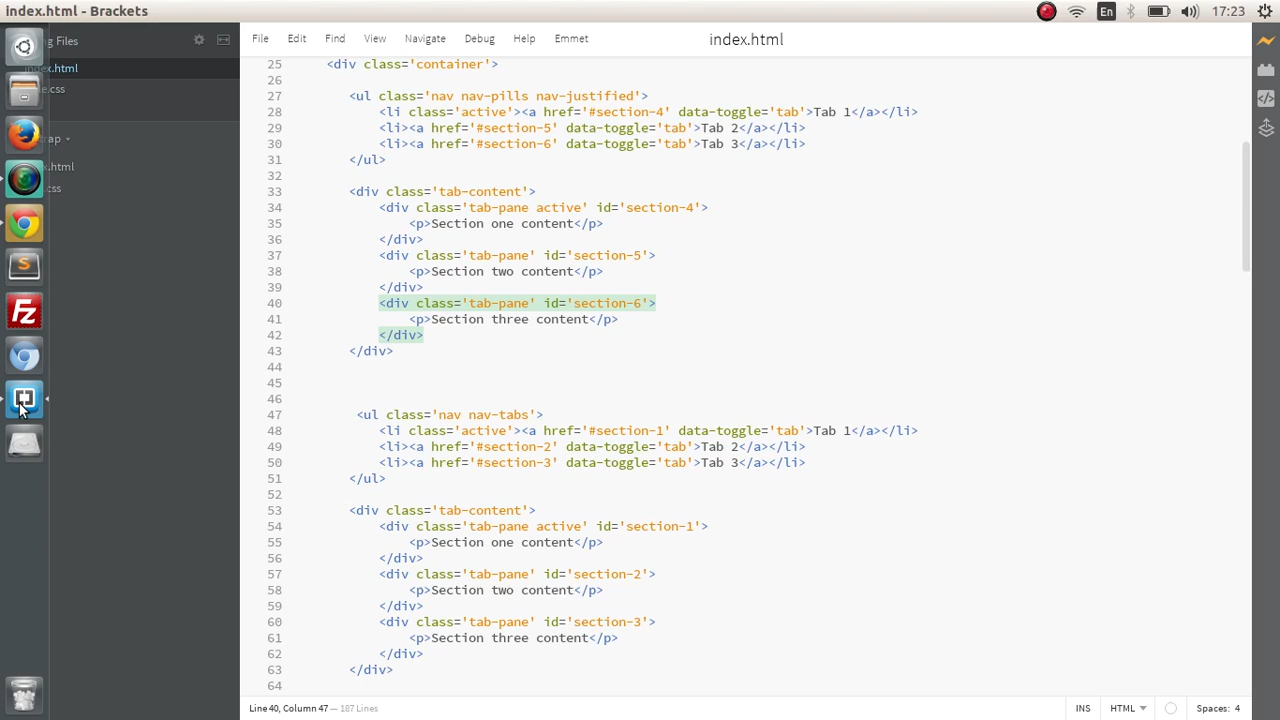 index.html - Brackets
En
17:23
g Files
File Edit Find View Navigate Debug Help Emmet
index.html
index.html
e.css
rap
x.html
.css
25 <div class='container'>
26
27 <ul class='nav nav-pills nav-justified'>
28 <li class='active'><a href='#section-4' data-toggle='tab'>Tab 1</a></li>
29 <li><a href='#section-5' data-toggle='tab'>Tab 2</a></li>
30 <li><a href='#section-6' data-toggle='tab'>Tab 3</a></li>
31 </ul>
32
33 <div class='tab-content'>
34 <div class='tab-pane active' id='section-4'>
35 <p>Section one content</p>
36 </div>
37 <div class='tab-pane' id='section-5'>
38 <p>Section two content</p>
39 </div>
40 <div class='tab-pane' id='section-6'>
41 <p>Section three content</p>
42 </div>
43 </div>
44
45
46
47 <ul class='nav nav-tabs'>
48 <li class='active'><a href='#section-1' data-toggle='tab'>Tab 1</a></li>
49 <li><a href='#section-2' data-toggle='tab'>Tab 2</a></li>
50 <li><a href='#section-3' data-toggle='tab'>Tab 3</a></li>
51 </ul>
52
53 <div class='tab-content'>
54 <div class='tab-pane active' id='section-1'>
55 <p>Section one content</p>
56 </div>
57 <div class='tab-pane' id='section-2'>
58 <p>Section two content</p>
59 </div>
60 <div class='tab-pane' id='section-3'>
61 <p>Section three content</p>
62 </div>
63 </div>
64
Line 40, Column 47 — 187 Lines
INS HTML Spaces: 4